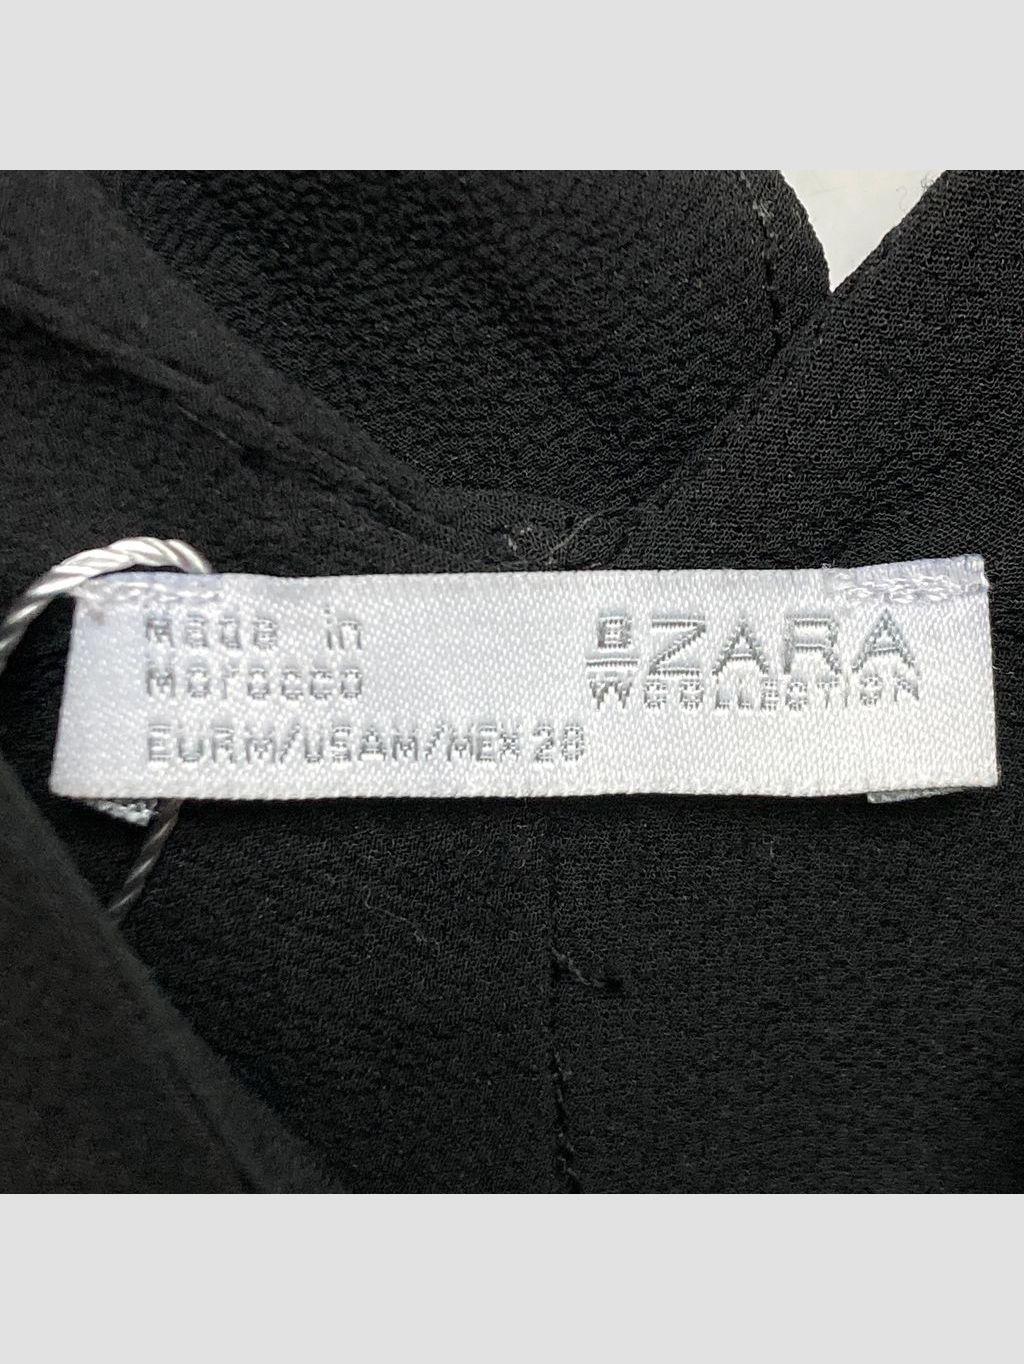 Made in
Morocco
EUR M/USA M/MEX 28
ZARA
W&B COLLECTION